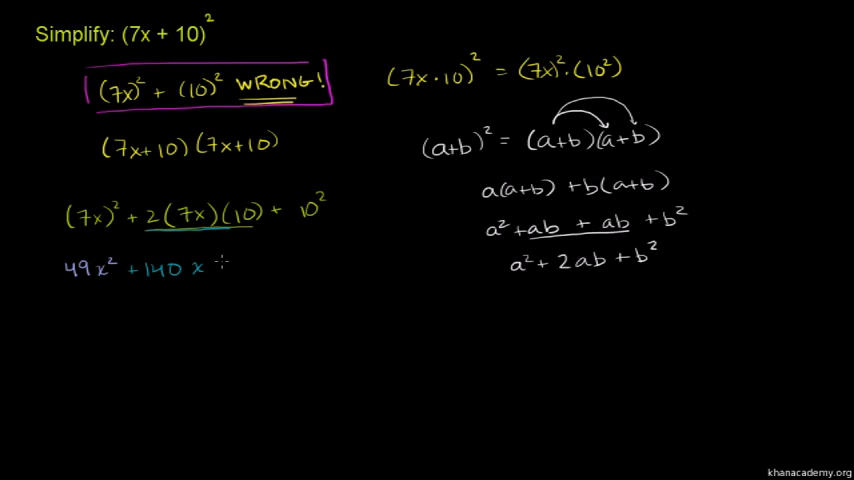 Simplify: (7x + 10)²
(7x)² + (10)² WRONG!
(7x+10)(7x+10)
(7x)² + 2(7x)(10) + 10²
49x² + 140x
(7x·10)² = (7x)²·(10²)
(a+b)² = (a+b)(a+b)
a(a+b) + b(a+b)
a² + ab + ab + b²
a² + 2ab + b²
khanacademy.org